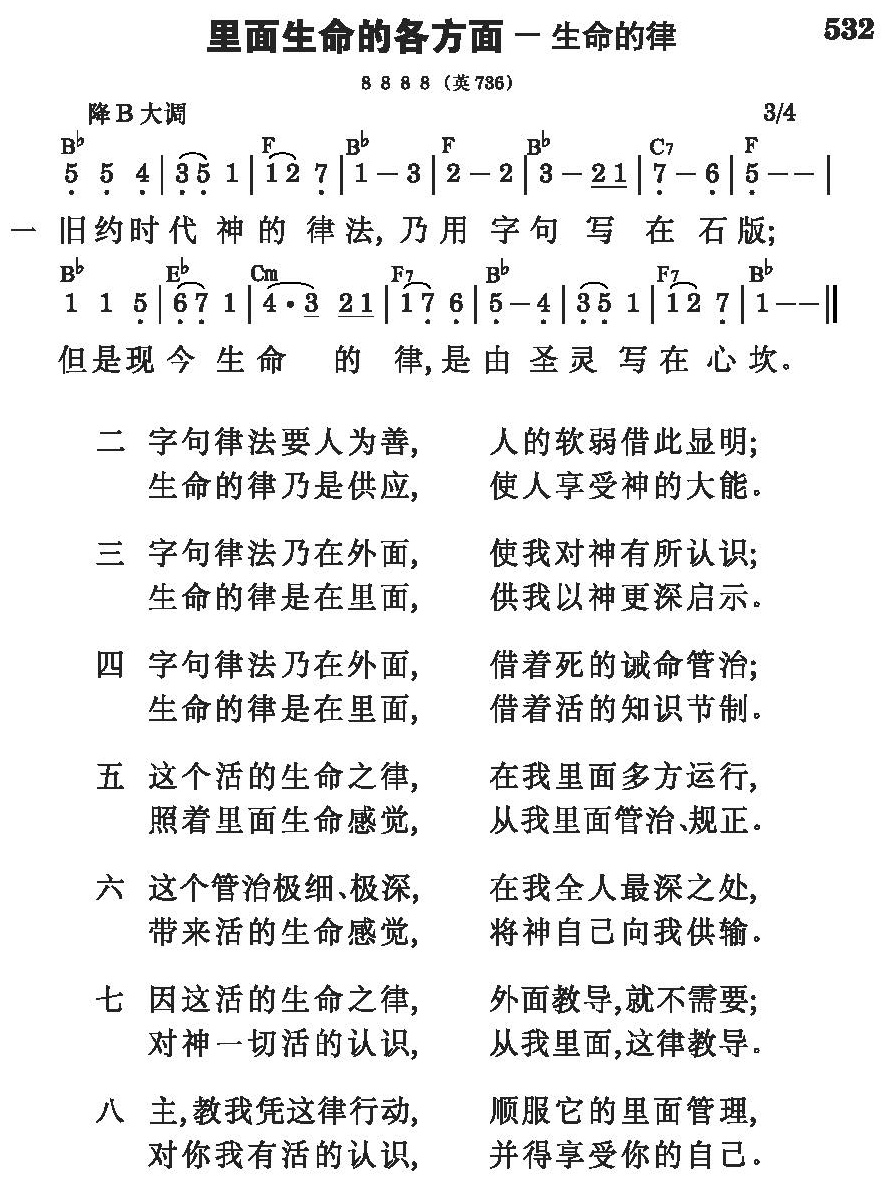 里面生命的各方面 — 生命的律 532
8 8 8 8 (英736)
降B大调 3/4
B♭ F B♭ F B♭ C7 F
5 5 4 | 3 5 1 | 1 2 7 | 1 – 3 | 2 – 2 | 3 – 2 1 | 7 – 6 | 5 – – |
一 旧约时代 神的 律法, 乃用 字句 写 在 石版;
B♭ E♭ Cm F7 B♭ F7 B♭
1 1 5 | 6 7 1 | 4 • 3 2 1 | 1 7 6 | 5 – 4 | 3 5 1 | 1 2 7 | 1 – – ||
但是现今 生命 的 律, 是由 圣灵 写在 心坎。
二 字句律法要人为善, 人的软弱借此显明;
生命的律乃是供应, 使人享受神的大能。
三 字句律法乃在外面, 使我对神有所认识;
生命的律是在里面, 供我以神更深启示。
四 字句律法乃在外面, 借着死的诫命管治;
生命的律是在里面, 借着活的知识节制。
五 这个活的生命之律, 在我里面多方运行,
照着里面生命感觉, 从我里面管治、规正。
六 这个管治极细、极深, 在我全人最深之处,
带来活的生命感觉, 将神自己向我供输。
七 因这活的生命之律, 外面教导,就不需要;
对神一切活的认识, 从我里面,这律教导。
八 主,教我凭这律行动, 顺服它的里面管理,
对你我有活的认识, 并得享受你的自己。